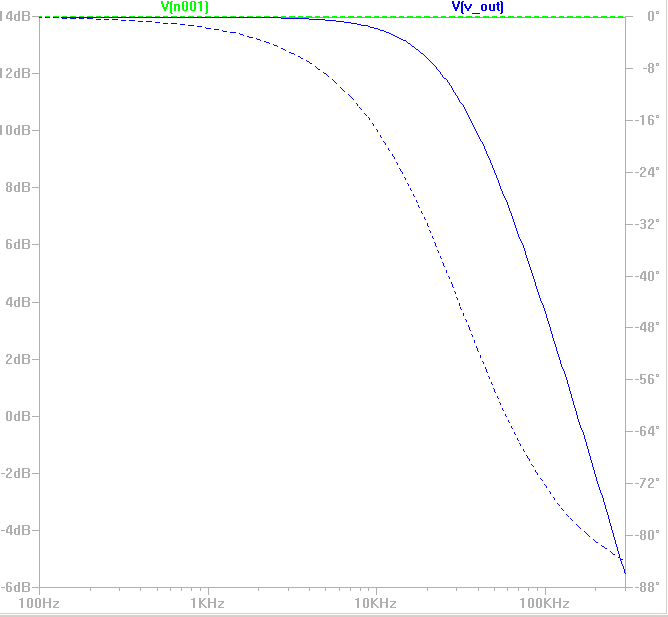 V(n001) V(v_out)
14dB 0°
12dB -8°
10dB -16°
8dB -24°
6dB -32°
4dB -40°
2dB -48°
0dB -56°
-2dB -64°
-4dB -72°
-6dB -80°
-88°
100Hz 1KHz 10KHz 100KHz